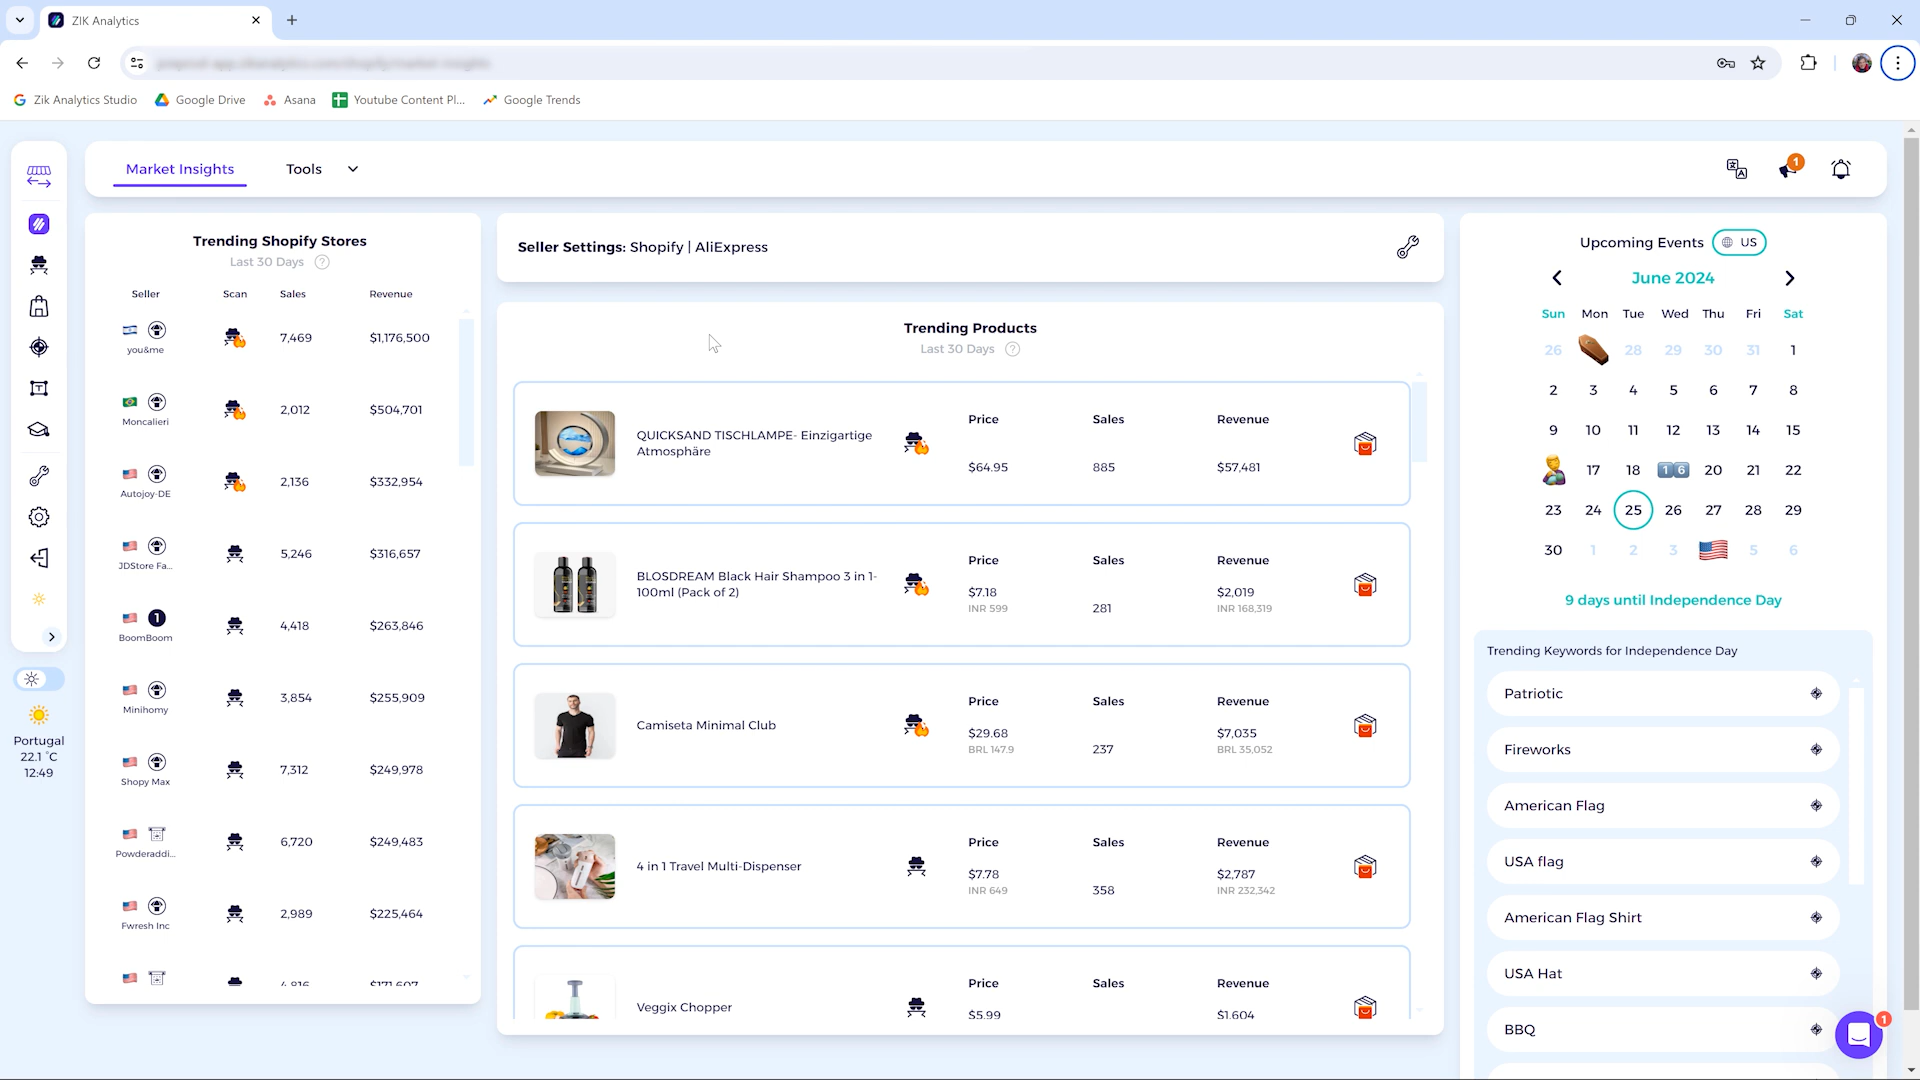 ZIK Analytics
Zik Analytics Studio
Google Drive
Asana
Youtube Content Pl...
Google Trends
Market Insights
Tools
1
Trending Shopify Stores
Last 30 Days ?
Seller Scan Sales Revenue
you&me 7,469 $1,176,500
Moncalieri 2,012 $504,701
Autojoy-DE 2,136 $332,954
JDStore Fa... 5,246 $316,657
1
BoomBoom 4,418 $263,846
Minihomy 3,854 $255,909
Shopy Max 7,312 $249,978
Powderaddi... 6,720 $249,483
Fwresh Inc 2,989 $225,464
Portugal
22.1 °C
12:49
Seller Settings: Shopify | AliExpress
Trending Products
Last 30 Days ?
QUICKSAND TISCHLAMPE- Einzigartige
Atmosphäre
Price Sales Revenue
$64.95 885 $57,481
BLOSDREAM Black Hair Shampoo 3 in 1-
100ml (Pack of 2)
Price Sales Revenue
$7.18 281 $2,019
INR 599 INR 168,319
Camiseta Minimal Club
Price Sales Revenue
$29.68 237 $7,035
BRL 147.9 BRL 35,052
4 in 1 Travel Multi-Dispenser
Price Sales Revenue
$7.78 358 $2,787
INR 649 INR 232,342
Veggix Chopper
Price Sales Revenue
$5.99 $1,604
Upcoming Events US
June 2024
Sun Mon Tue Wed Thu Fri Sat
26 28 29 30 31 1
2 3 4 5 6 7 8
9 10 11 12 13 14 15
17 18 16 20 21 22
23 24 25 26 27 28 29
30 1 2 3 5 6
9 days until Independence Day
Trending Keywords for Independence Day
Patriotic
Fireworks
American Flag
USA flag
American Flag Shirt
USA Hat
BBQ
1